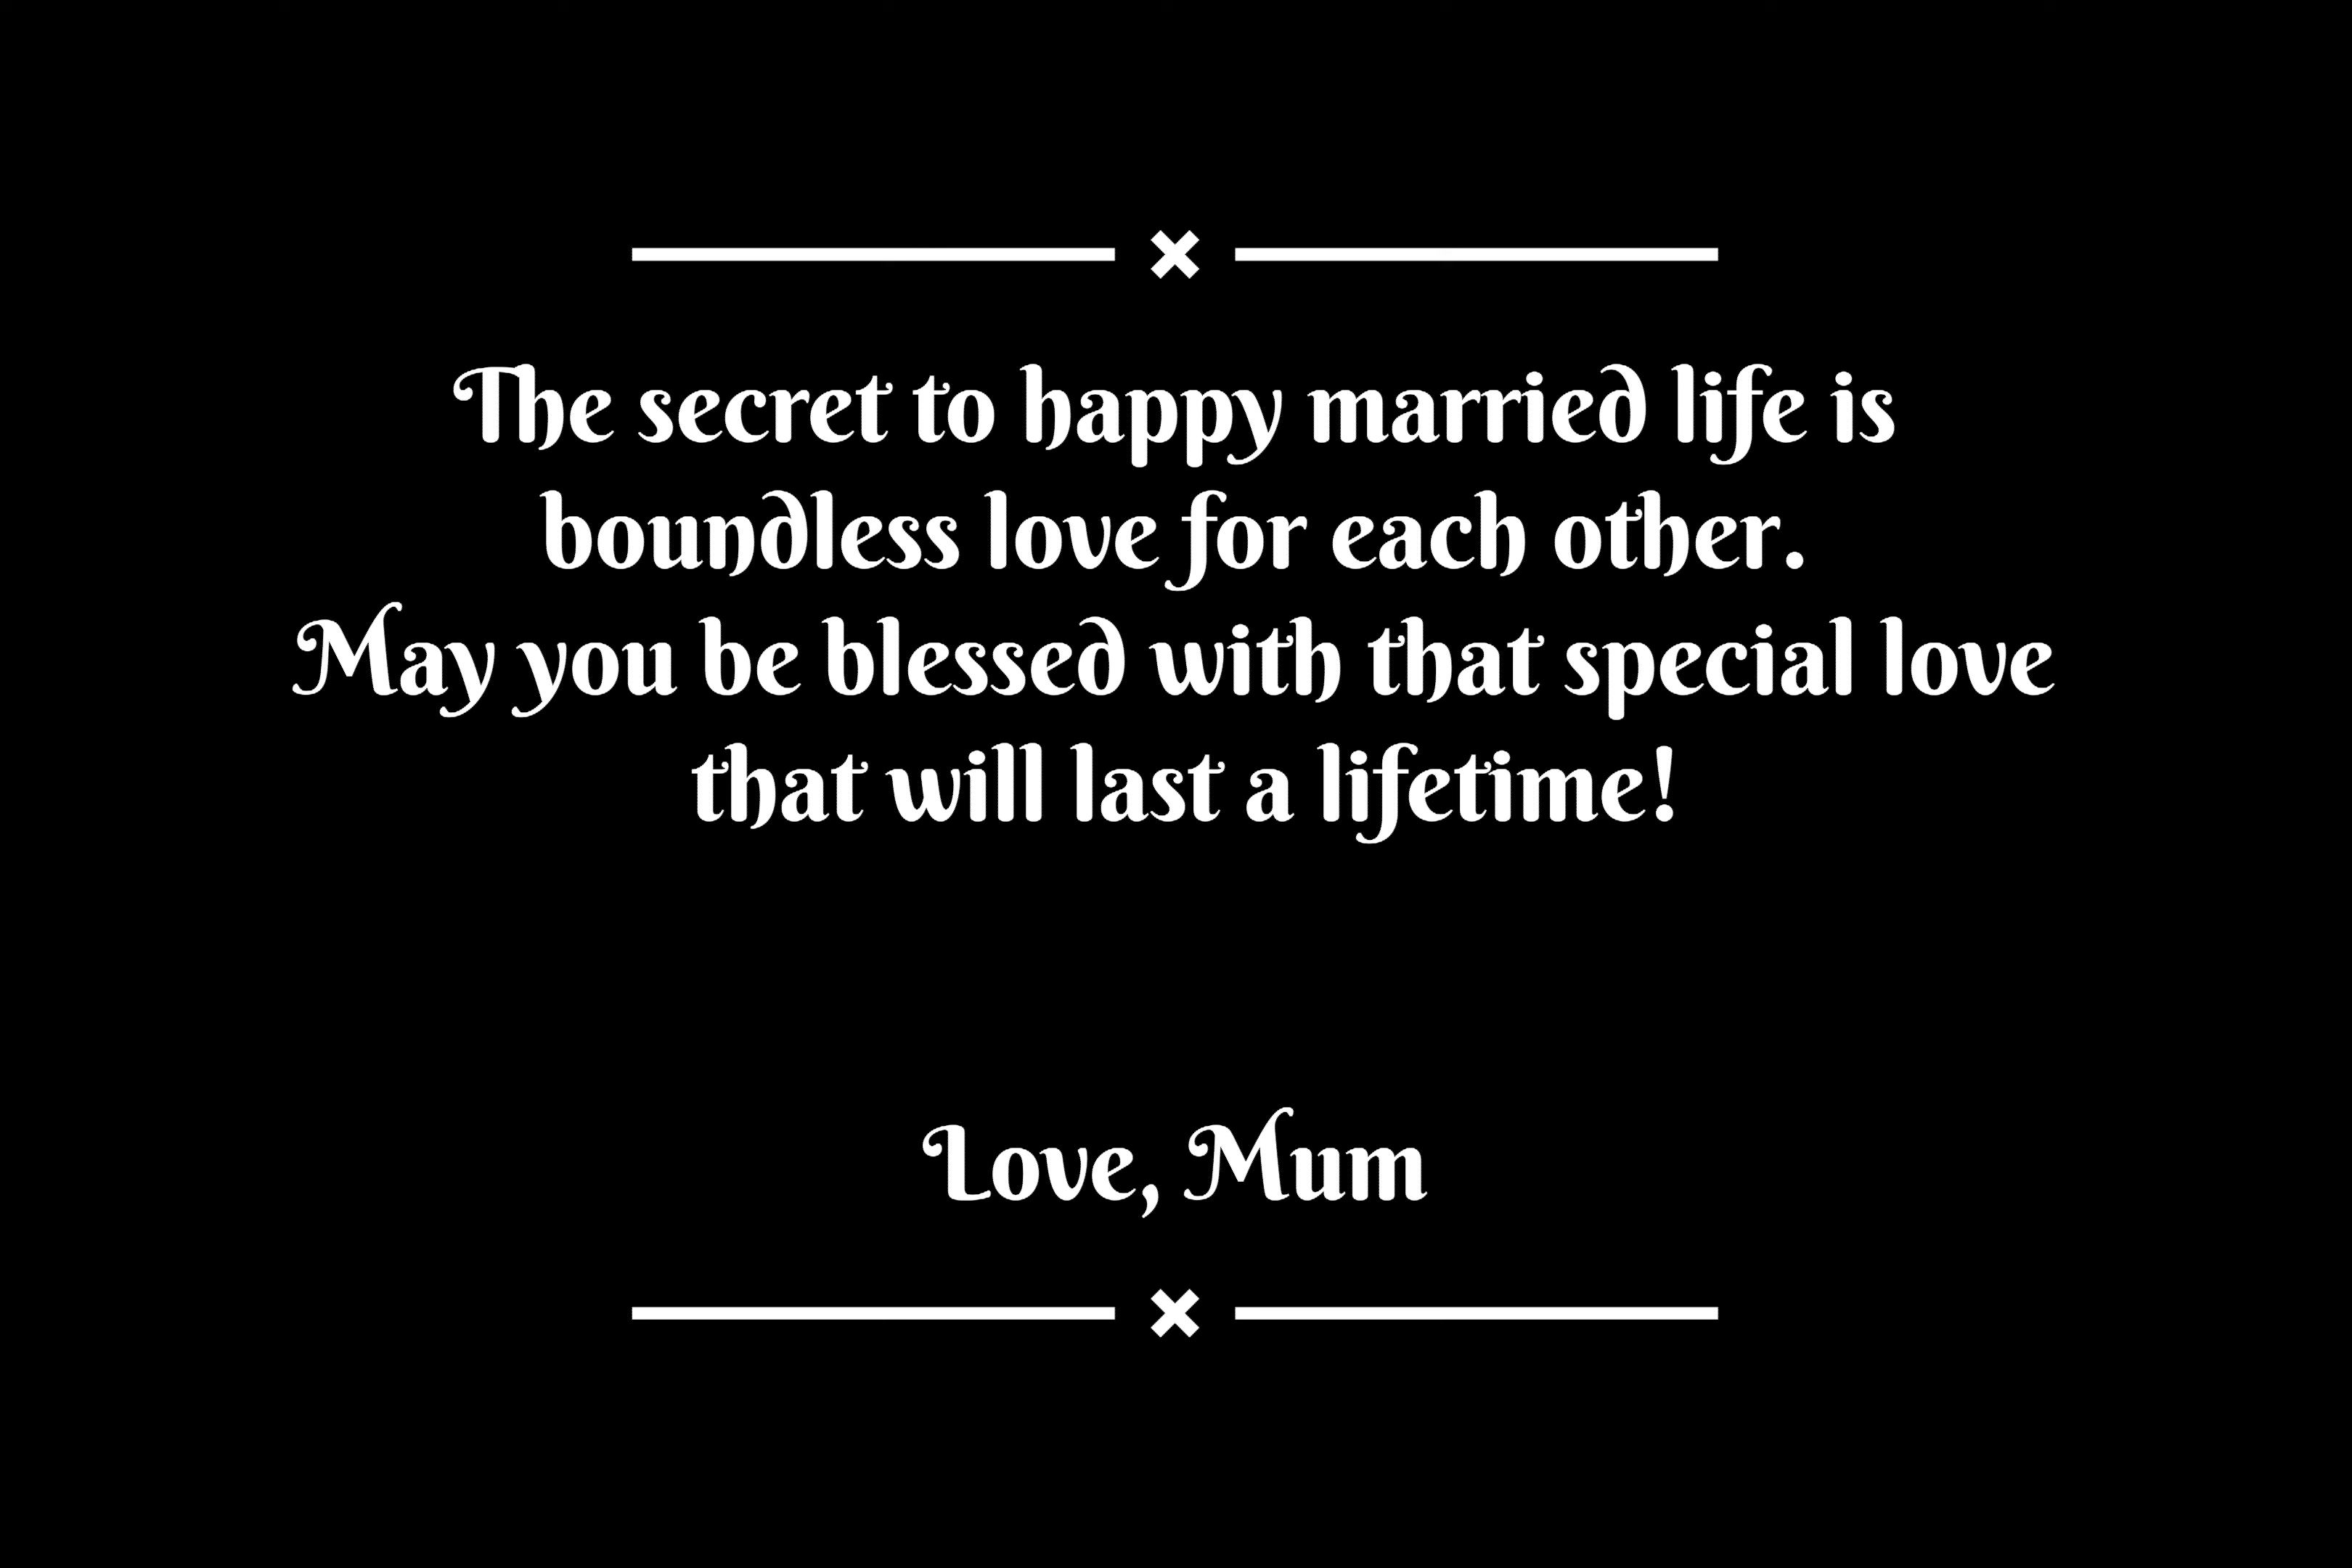 The secret to happy married life is
boundless love for each other.
May you be blessed with that special love
that will last a lifetime!
Love, Mum